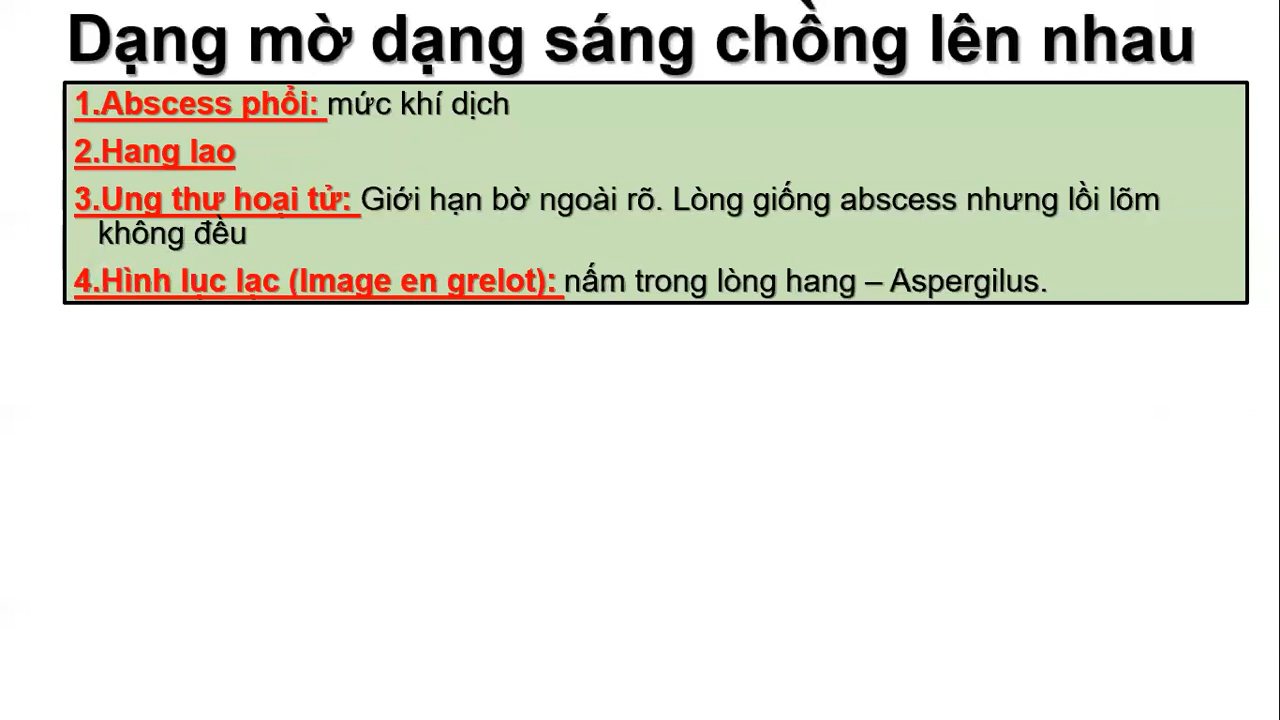 Dạng mờ dạng sáng chồng lên nhau
1.Abscess phổi: mức khí dịch
2.Hang lao
3.Ung thư hoại tử: Giới hạn bờ ngoài rõ. Lòng giống abscess nhưng lồi lõm
không đều
4.Hình lục lạc (Image en grelot): nấm trong lòng hang – Aspergilus.